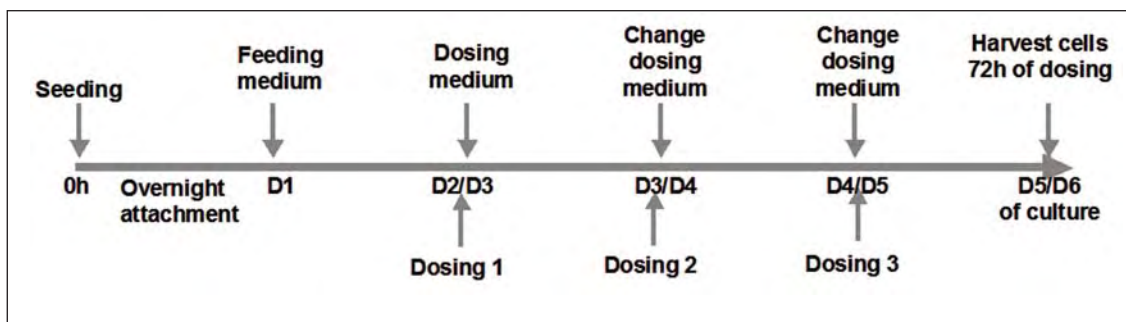 Seeding
Feeding
medium
Dosing
medium
Change
dosing
medium
Change
dosing
medium
Harvest cells
72h of dosing
0h
Overnight
attachment
D1
D2/D3
D3/D4
D4/D5
D5/D6
of culture
Dosing 1
Dosing 2
Dosing 3